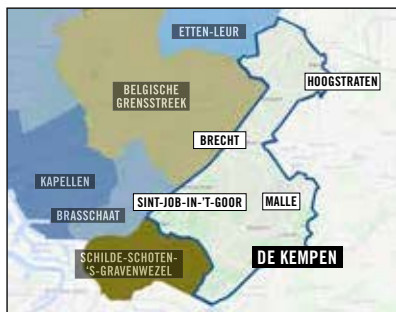 ETTEN-LEUR
HOOGSTRATEN
BELGISCHE
GRENSSTREEK
BRECHT
KAPELLEN
BRASSCHAAT
SINT-JOB-IN-'T-GOOR
MALLE
SCHILDE-SCHOTEN-
'S-GRAVENWEZEL
DE KEMPEN